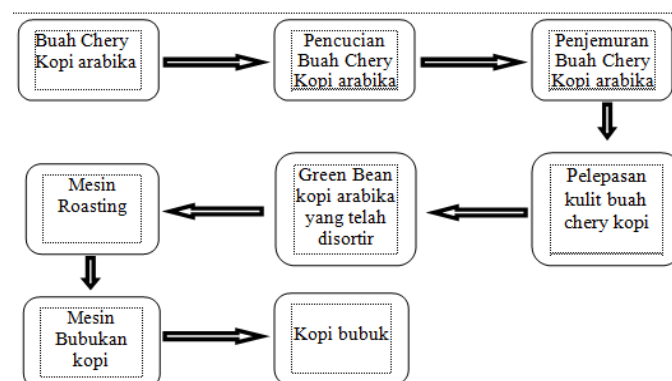 Buah Chery
Kopi arabika
Pencucian
Buah Chery
Kopi arabika
Penjemuran
Buah Chery
Kopi arabika
Pelepasan
kulit buah
chery kopi
Green Bean
kopi arabika
yang telah
disortir
Mesin
Roasting
Mesin
Bubukan
kopi
Kopi bubuk